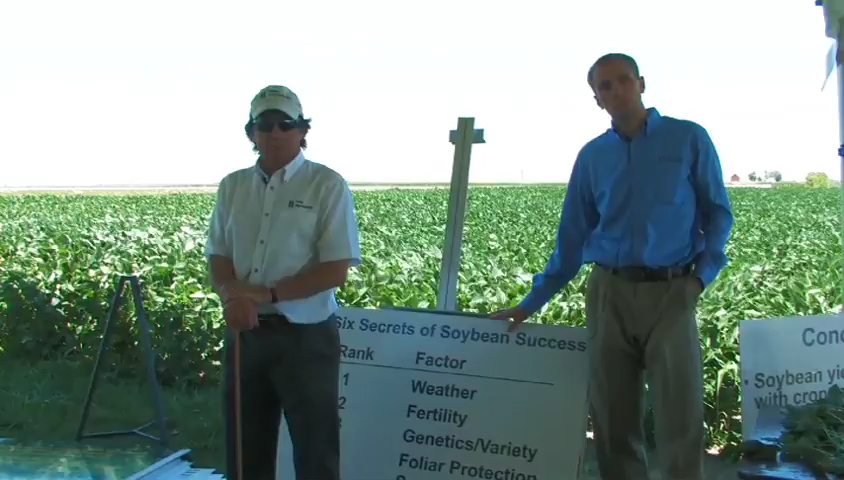 Six Secrets of Soybean Success
Rank Factor
1 Weather
2 Fertility
Genetics/Variety
Foliar Protection
Conc
• Soybean yie
with crop